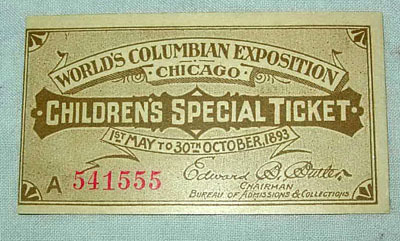 WORLD'S COLUMBIAN EXPOSITION
CHICAGO
CHILDREN'S SPECIAL TICKET
1ST MAY TO 30TH OCTOBER, 1893
A 541555
Edward B. Butler
CHAIRMAN
BUREAU OF ADMISSIONS & COLLECTIONS